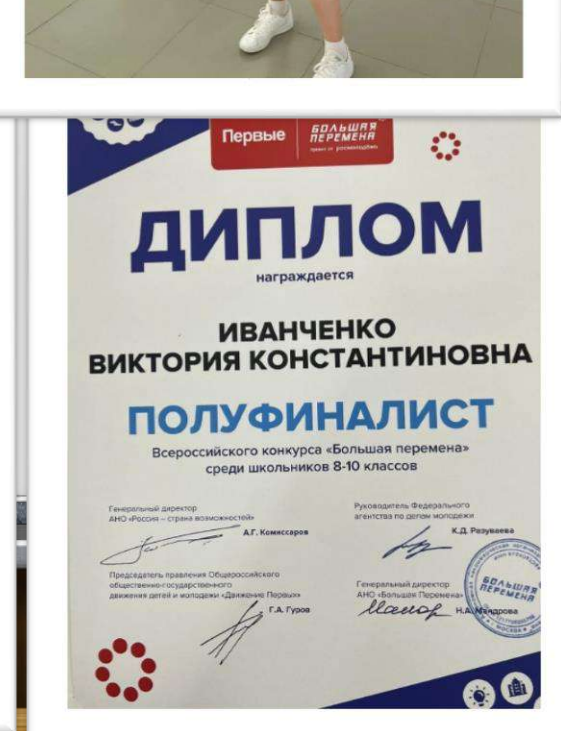 Первые
БОЛЬШАЯ
ПЕРЕМЕНА
ДИПЛОМ
награждается
ИВАНЧЕНКО
ВИКТОРИЯ КОНСТАНТИНОВНА
ПОЛУФИНАЛИСТ
Всероссийского конкурса «Большая перемена»
среди школьников 8-10 классов
Генеральный директор
АНО «Россия – страна возможностей»
А.Г. Комиссаров
Руководитель Федерального
агентства по делам молодежи
К.Д. Разуваева
Председатель правления Общероссийского
общественно-государственного
движения детей и молодежи «Движение Первых»
Г.А. Гуров
Генеральный директор
АНО «Большая Перемена»
Н.А. Мандрова
БОЛЬШАЯ
ПЕРЕМЕНА